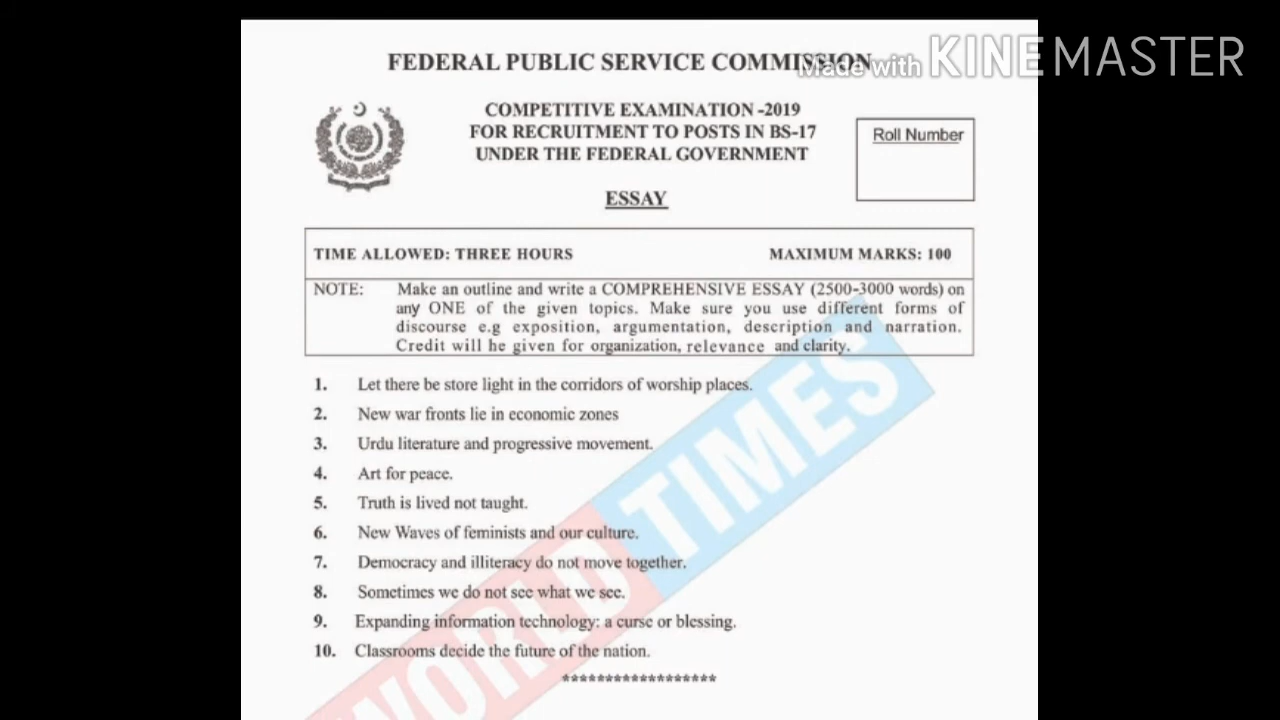 Made with KINEMASTER
FEDERAL PUBLIC SERVICE COMMISSION
COMPETITIVE EXAMINATION -2019
FOR RECRUITMENT TO POSTS IN BS-17
UNDER THE FEDERAL GOVERNMENT
Roll Number
ESSAY
TIME ALLOWED: THREE HOURS MAXIMUM MARKS: 100
NOTE: Make an outline and write a COMPREHENSIVE ESSAY (2500-3000 words) on
any ONE of the given topics. Make sure you use different forms of
discourse e.g exposition, argumentation, description and narration.
Credit will be given for organization, relevance and clarity.
1. Let there be store light in the corridors of worship places.
2. New war fronts lie in economic zones
3. Urdu literature and progressive movement.
4. Art for peace.
5. Truth is lived not taught.
6. New Waves of feminists and our culture.
7. Democracy and illiteracy do not move together.
8. Sometimes we do not see what we see.
9. Expanding information technology: a curse or blessing.
10. Classrooms decide the future of the nation.
******************
WORLD TIMES